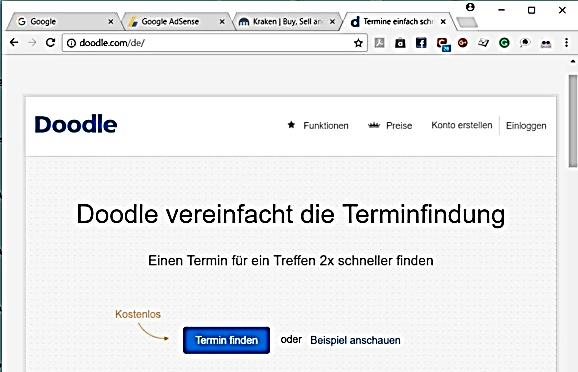 Google
Google AdSense
Kraken | Buy, Sell an
Termine einfach sch
doodle.com/de/
Doodle
Funktionen
Preise
Konto erstellen
Einloggen
Doodle vereinfacht die Terminfindung
Einen Termin für ein Treffen 2x schneller finden
Kostenlos
Termin finden oder Beispiel anschauen